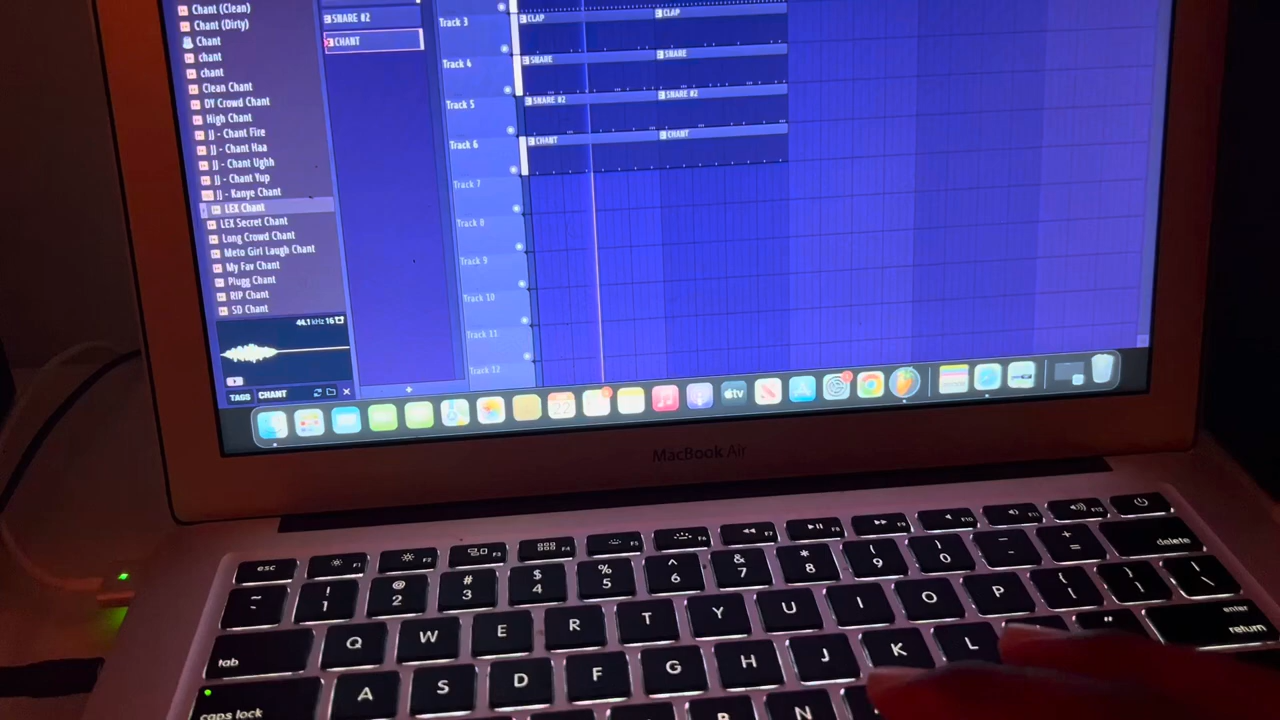 Chant (Clean)
Chant (Dirty)
Chant
chant
chant
Clean Chant
DY Crowd Chant
High Chant
JJ - Chant Fire
JJ - Chant Haa
JJ - Chant Ughh
JJ - Chant Yup
JJ - Kanye Chant
LEX Chant
LEX Secret Chant
Long Crowd Chant
Meto Girl Laugh Chant
My Fav Chant
Plugg Chant
RIP Chant
SD Chant
44.1 kHz 16
TAGS CHANT
SNARE #2
CHANT
Track 3 CLAP CLAP
Track 4 SNARE SNARE
Track 5 SNARE #2 SNARE #2
Track 6 CHANT CHANT
Track 7
Track 8
Track 9
Track 10
Track 11
Track 12
22
tv
MacBook Air
esc F1 F2 F3 F4 F5 F6 F7 F8 F9 F10 F11 F12
~ ! 1 @ 2 # 3 $ 4 % 5 ^ 6 & 7 * 8 ( 9 ) 0 — - + = delete
tab Q W E R T Y U I O P { [ } ] | \
caps lock A S D F G H J K L " enter return
N